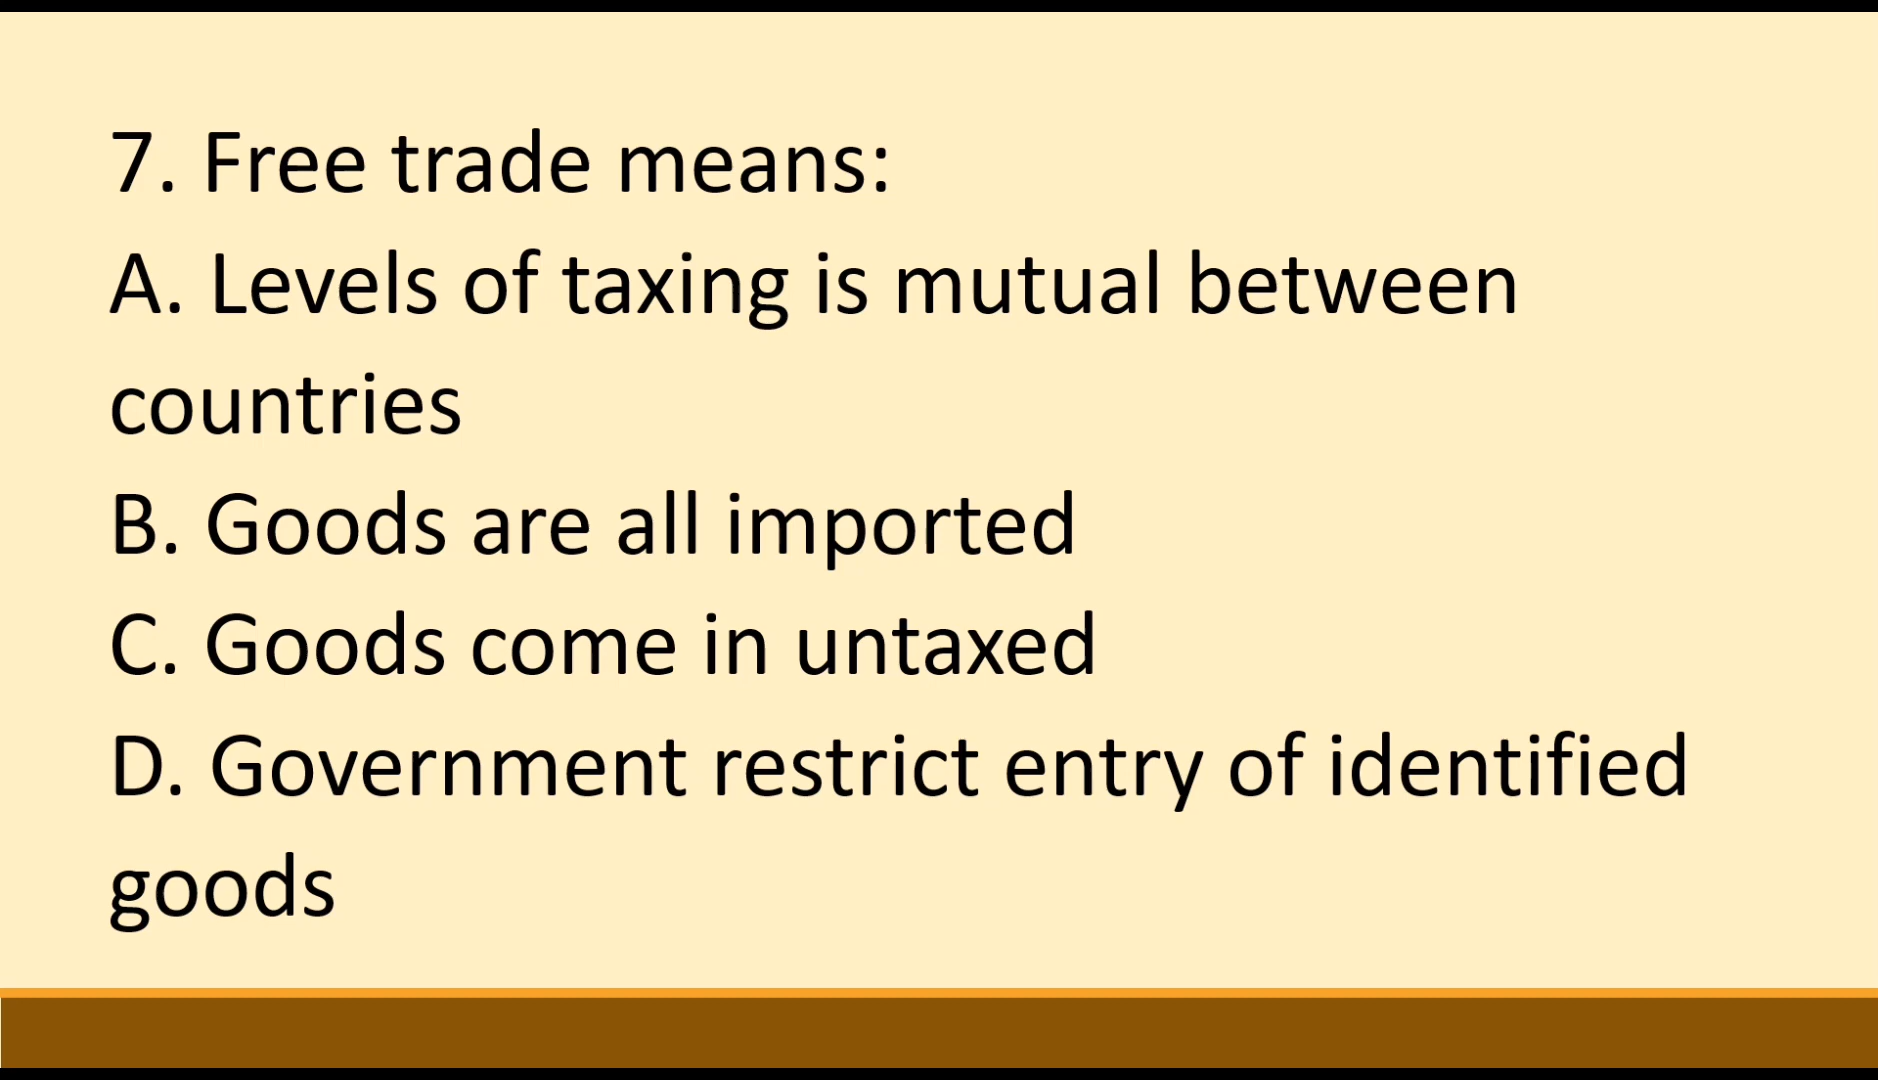 7. Free trade means:
A. Levels of taxing is mutual between
countries
B. Goods are all imported
C. Goods come in untaxed
D. Government restrict entry of identified
goods